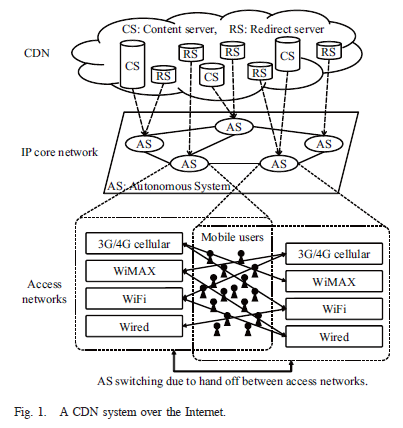 CS: Content server, RS: Redirect server
CDN
CS
RS
RS
CS
RS
RS
CS
RS
AS
IP core network
AS
AS
AS
AS
AS: Autonomous System
Mobile users
3G/4G cellular
3G/4G cellular
WiMAX
WiMAX
Access
networks
WiFi
WiFi
Wired
Wired
AS switching due to hand off between access networks.
Fig. 1. A CDN system over the Internet.